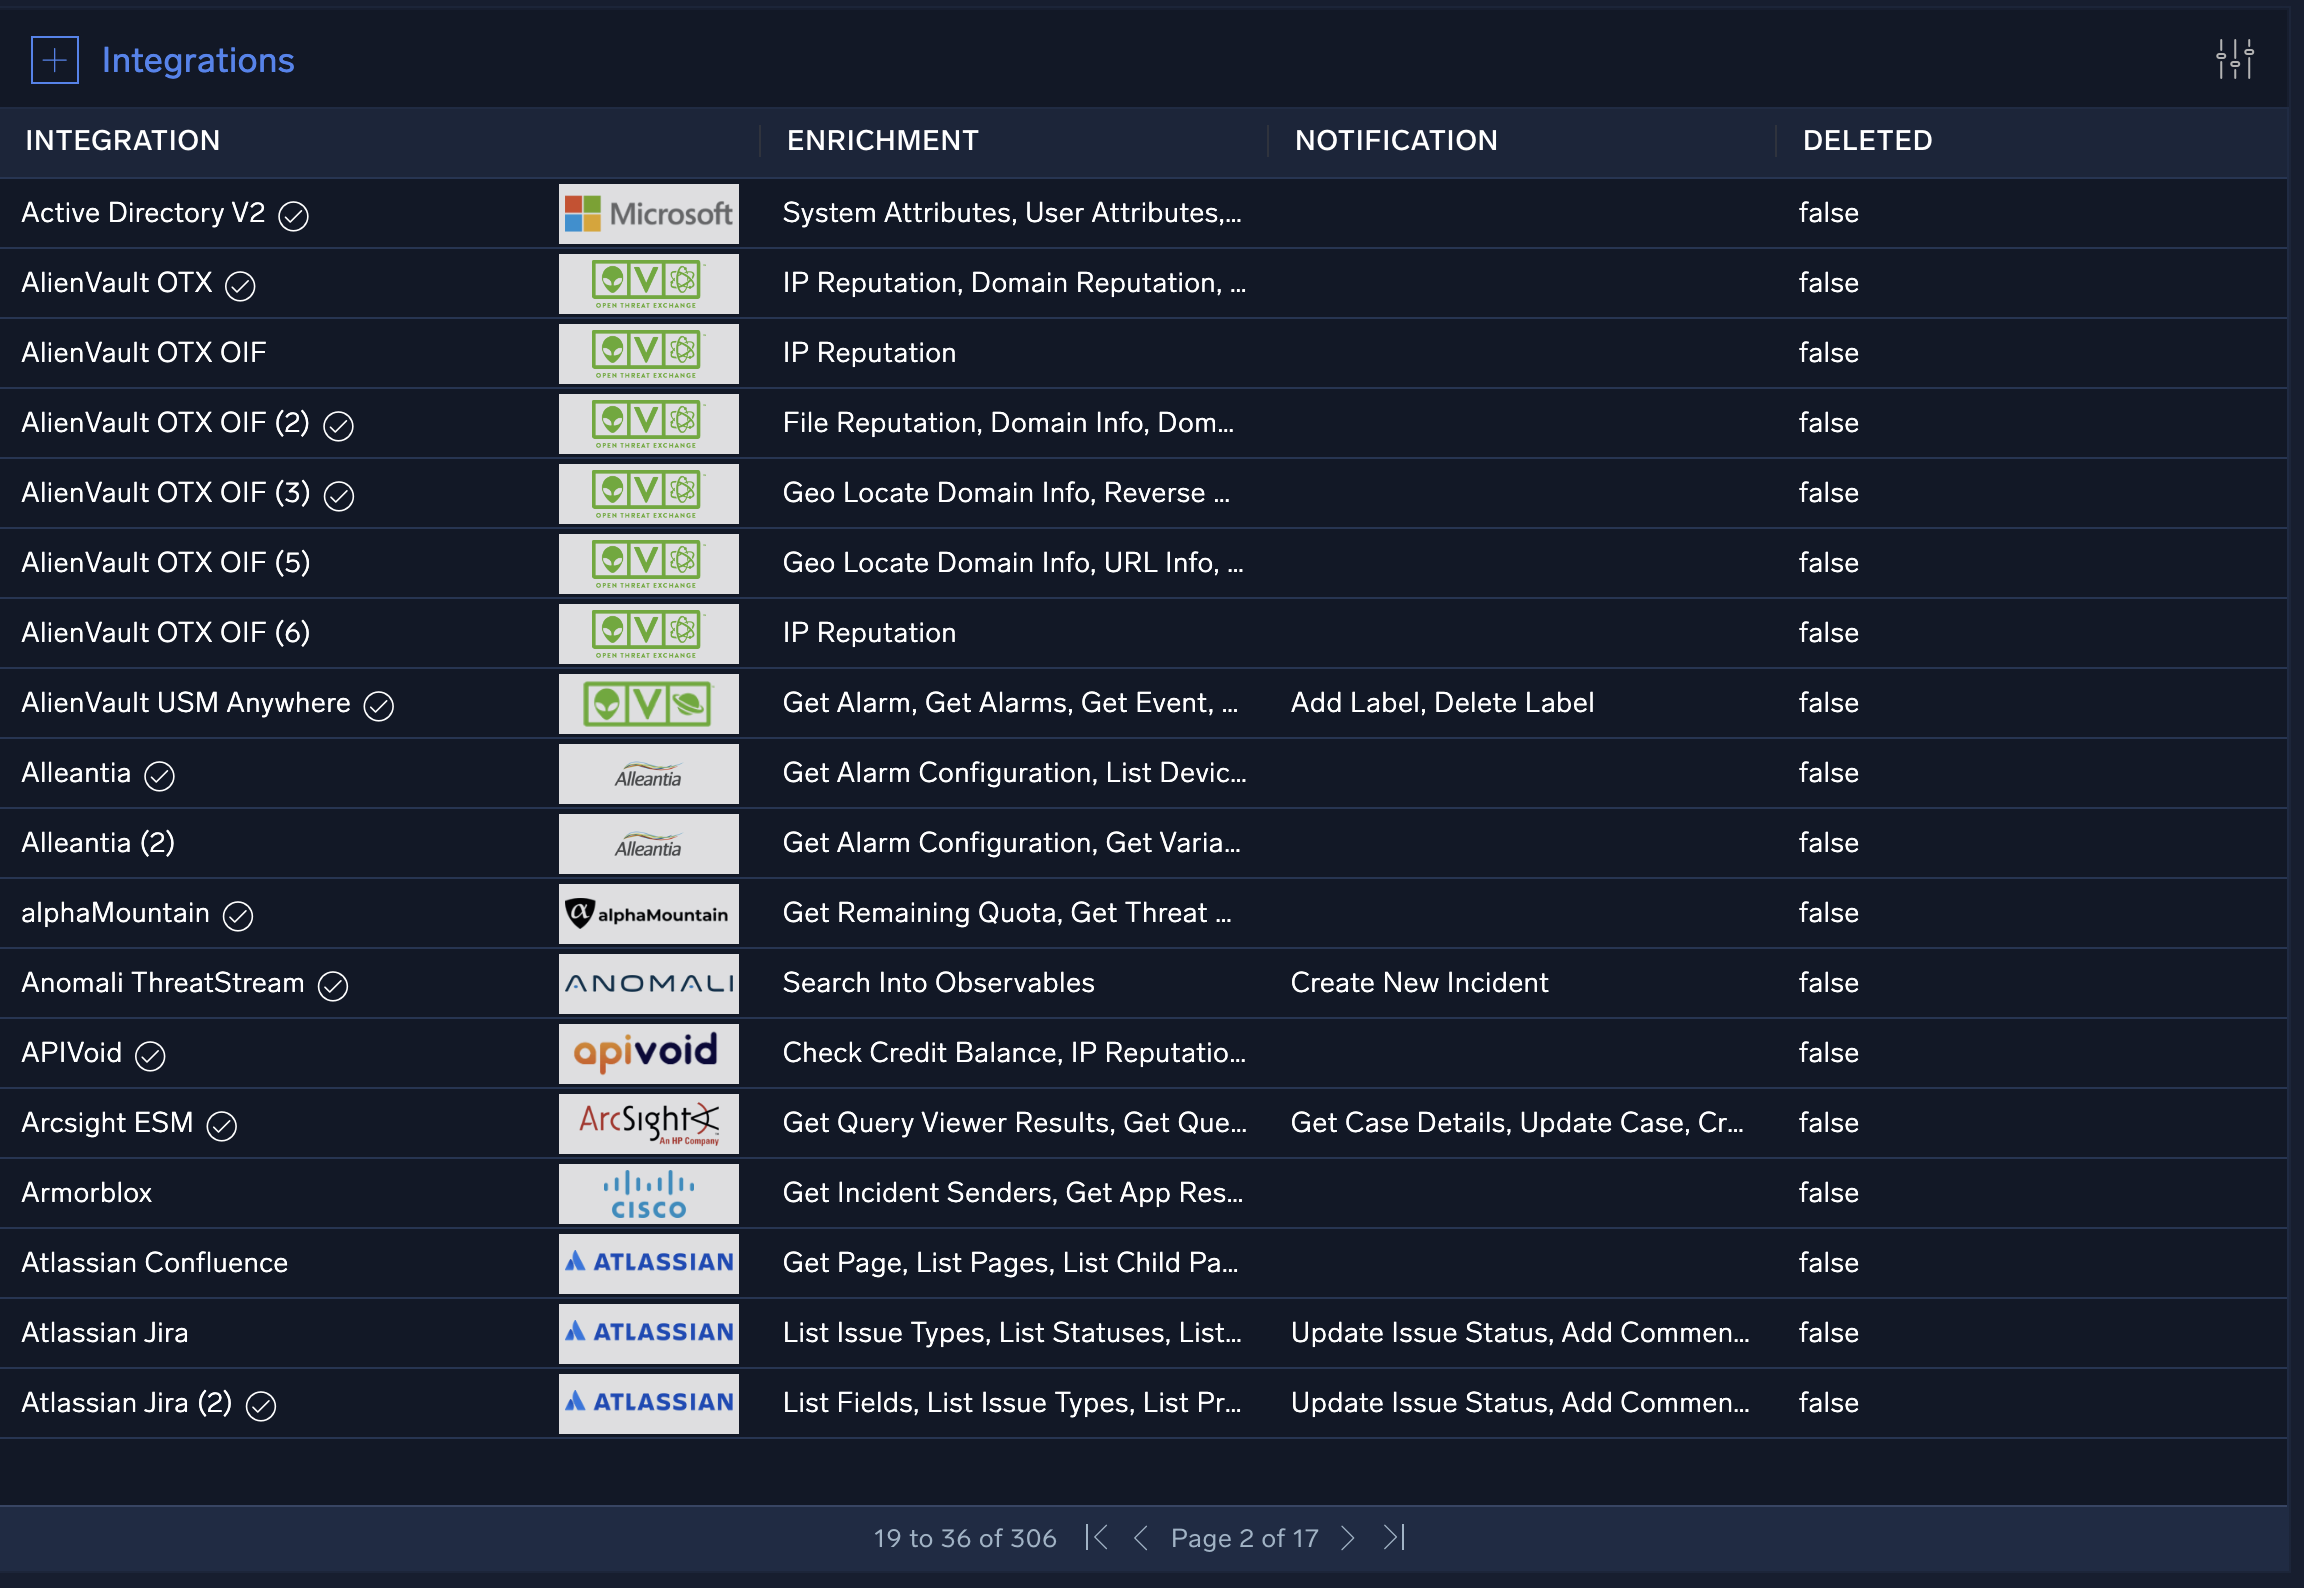 Integrations
INTEGRATION ENRICHMENT NOTIFICATION DELETED
Active Directory V2 Microsoft System Attributes, User Attributes,... false
AlienVault OTX OPEN THREAT EXCHANGE IP Reputation, Domain Reputation, ... false
AlienVault OTX OIF OPEN THREAT EXCHANGE IP Reputation false
AlienVault OTX OIF (2) OPEN THREAT EXCHANGE File Reputation, Domain Info, Dom... false
AlienVault OTX OIF (3) OPEN THREAT EXCHANGE Geo Locate Domain Info, Reverse ... false
AlienVault OTX OIF (5) OPEN THREAT EXCHANGE Geo Locate Domain Info, URL Info, ... false
AlienVault OTX OIF (6) OPEN THREAT EXCHANGE IP Reputation false
AlienVault USM Anywhere V Get Alarm, Get Alarms, Get Event, ... Add Label, Delete Label false
Alleantia Alleantia Get Alarm Configuration, List Devic... false
Alleantia (2) Alleantia Get Alarm Configuration, Get Varia... false
alphaMountain α alphaMountain Get Remaining Quota, Get Threat ... false
Anomali ThreatStream ANOMALI Search Into Observables Create New Incident false
APIVoid apivoid Check Credit Balance, IP Reputatio... false
Arcsight ESM ArcSight An HP Company Get Query Viewer Results, Get Que... Get Case Details, Update Case, Cr... false
Armorblox CISCO Get Incident Senders, Get App Res... false
Atlassian Confluence ATLASSIAN Get Page, List Pages, List Child Pa... false
Atlassian Jira ATLASSIAN List Issue Types, List Statuses, List... Update Issue Status, Add Commen... false
Atlassian Jira (2) ATLASSIAN List Fields, List Issue Types, List Pr... Update Issue Status, Add Commen... false
19 to 36 of 306 Page 2 of 17